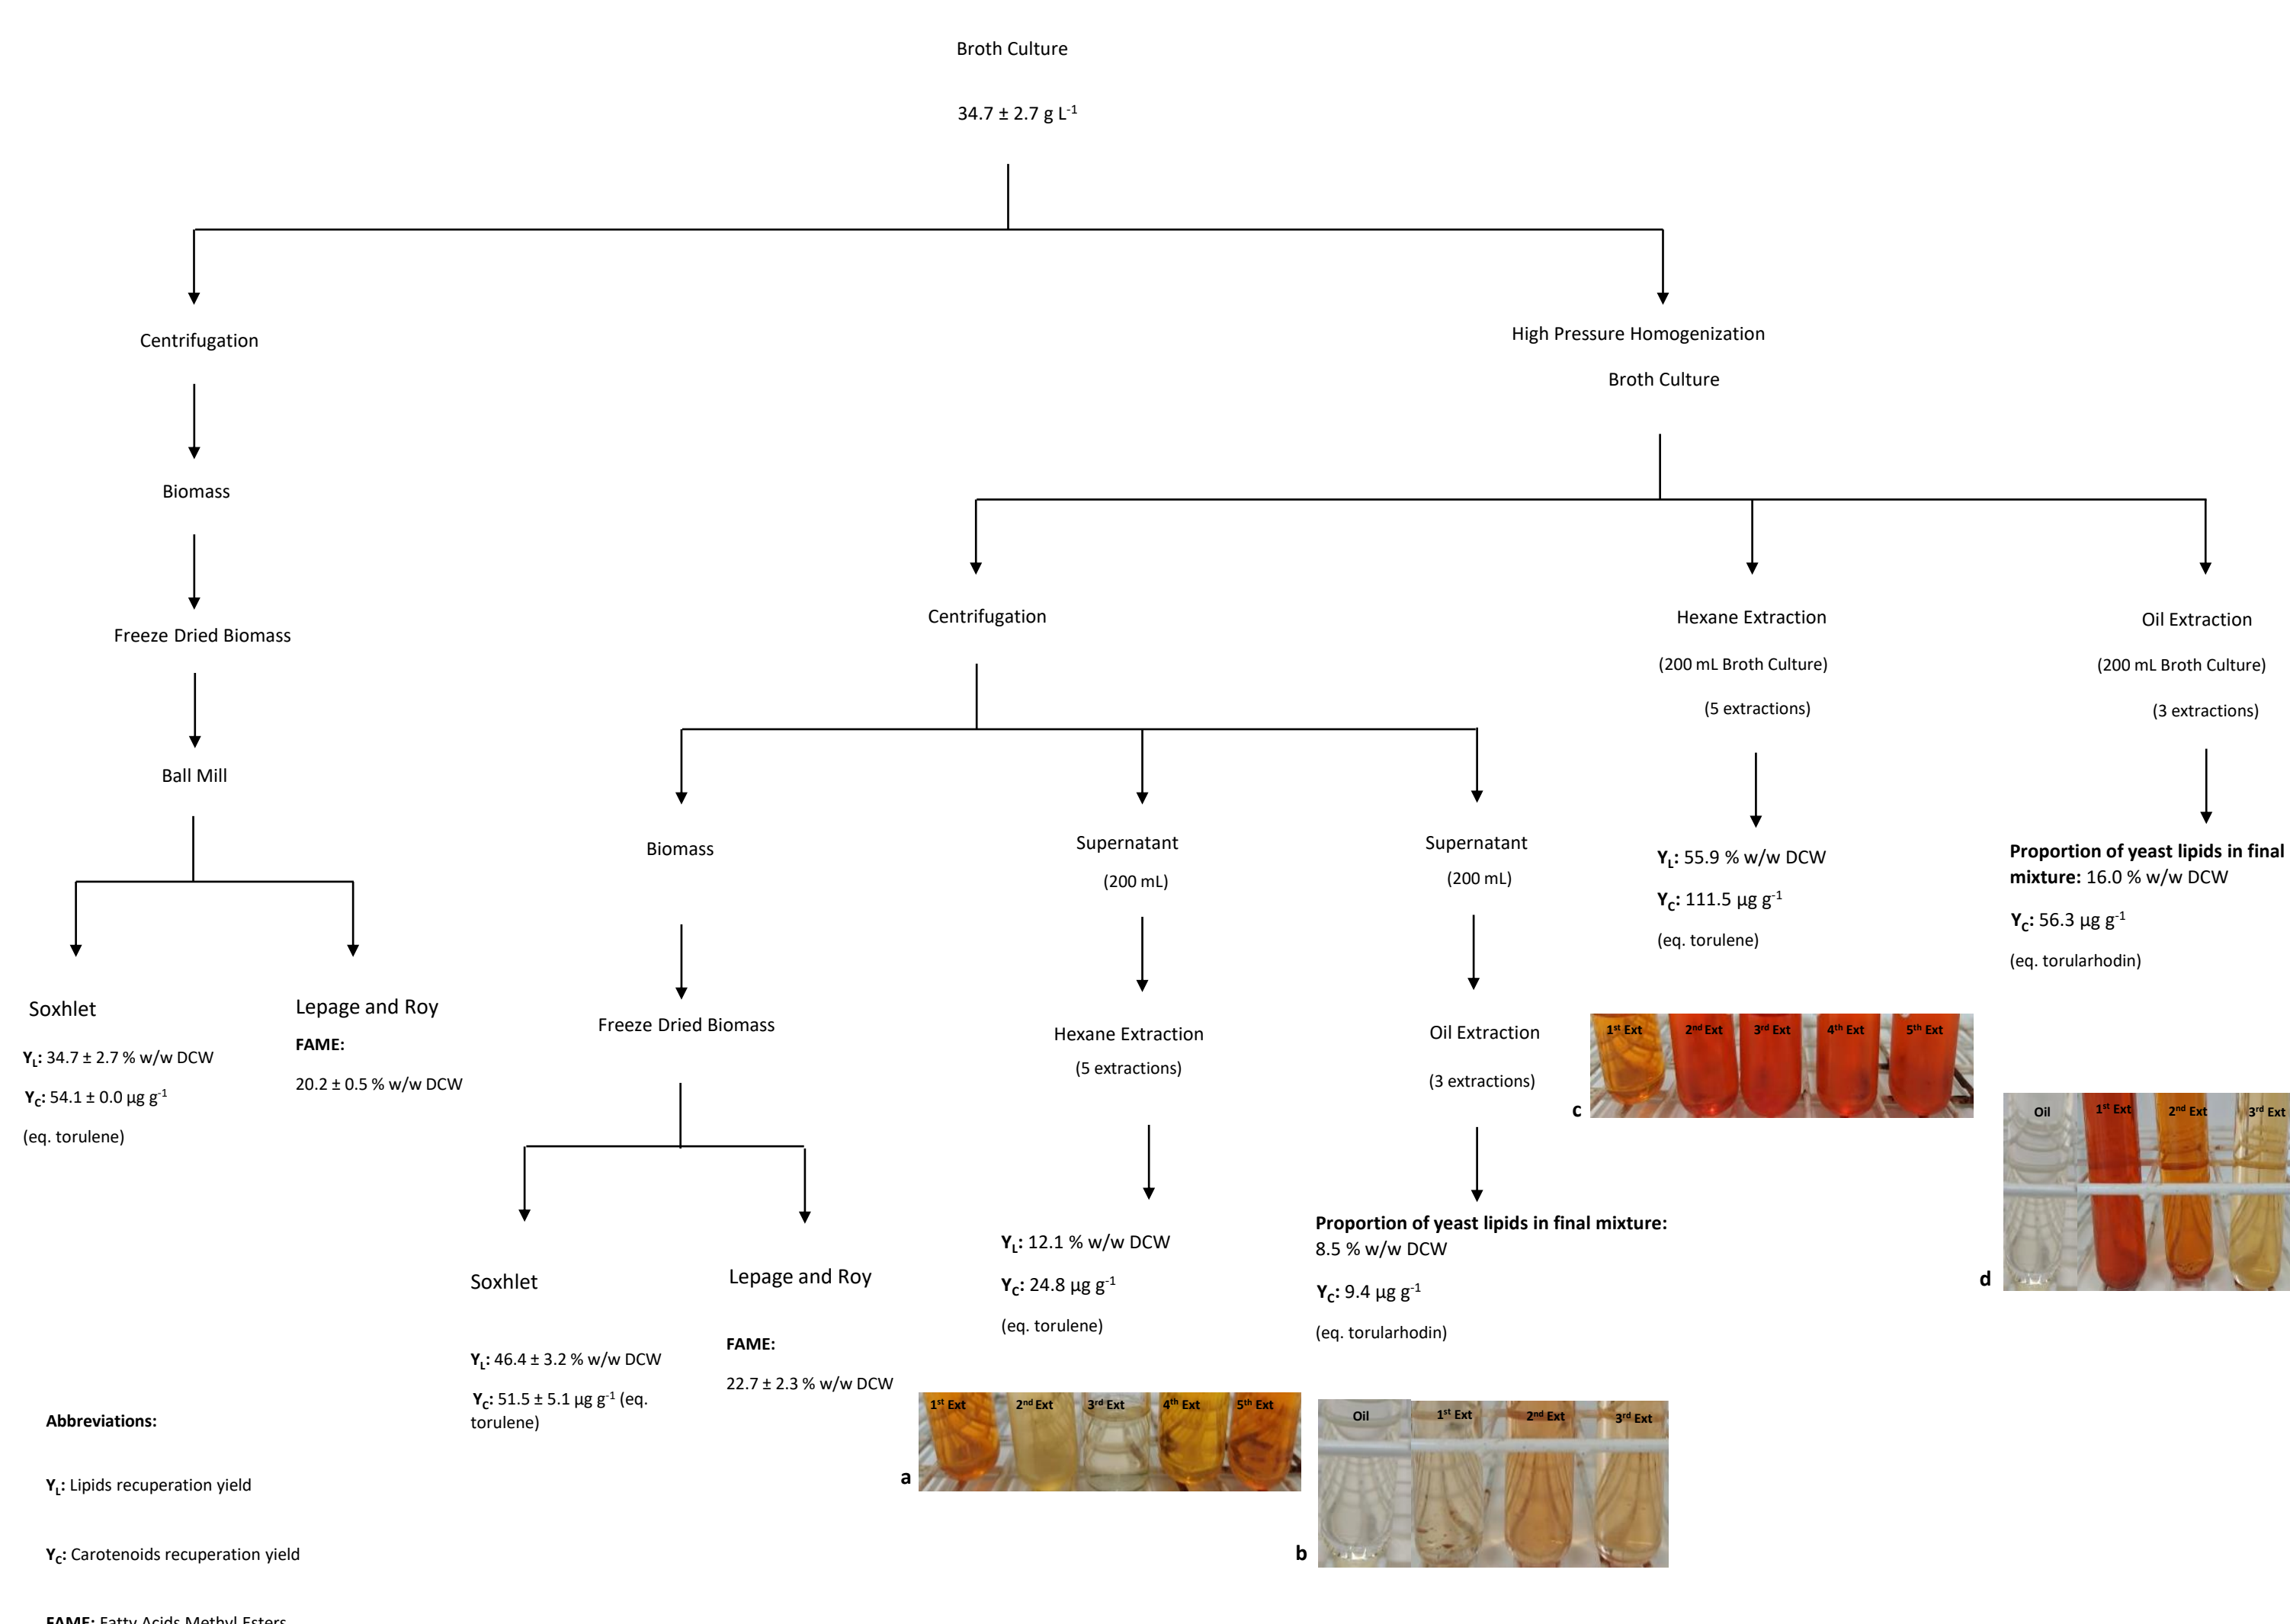 Broth Culture
34.7 ± 2.7 g L-1
Centrifugation
High Pressure Homogenization
Broth Culture
Biomass
Freeze Dried Biomass
Ball Mill
Centrifugation
Hexane Extraction
(200 mL Broth Culture)
(5 extractions)
Oil Extraction
(200 mL Broth Culture)
(3 extractions)
Soxhlet
YL: 34.7 ± 2.7 % w/w DCW
YC: 54.1 ± 0.0 µg g-1
(eq. torulene)
Lepage and Roy
FAME:
20.2 ± 0.5 % w/w DCW
Biomass
Freeze Dried Biomass
Supernatant
(200 mL)
Hexane Extraction
(5 extractions)
Supernatant
(200 mL)
Oil Extraction
(3 extractions)
YL: 55.9 % w/w DCW
YC: 111.5 µg g-1
(eq. torulene)
Proportion of yeast lipids in final
mixture: 16.0 % w/w DCW
YC: 56.3 µg g-1
(eq. torularhodin)
c
1st Ext 2nd Ext 3rd Ext 4th Ext 5th Ext
d
Oil 1st Ext 2nd Ext 3rd Ext
Soxhlet
YL: 46.4 ± 3.2 % w/w DCW
YC: 51.5 ± 5.1 µg g-1 (eq.
torulene)
Lepage and Roy
FAME:
22.7 ± 2.3 % w/w DCW
YL: 12.1 % w/w DCW
YC: 24.8 µg g-1
(eq. torulene)
Proportion of yeast lipids in final mixture:
8.5 % w/w DCW
YC: 9.4 µg g-1
(eq. torularhodin)
a
1st Ext 2nd Ext 3rd Ext 4th Ext 5th Ext
b
Oil 1st Ext 2nd Ext 3rd Ext
Abbreviations:
YL: Lipids recuperation yield
YC: Carotenoids recuperation yield
FAME: Fatty Acids Methyl Esters